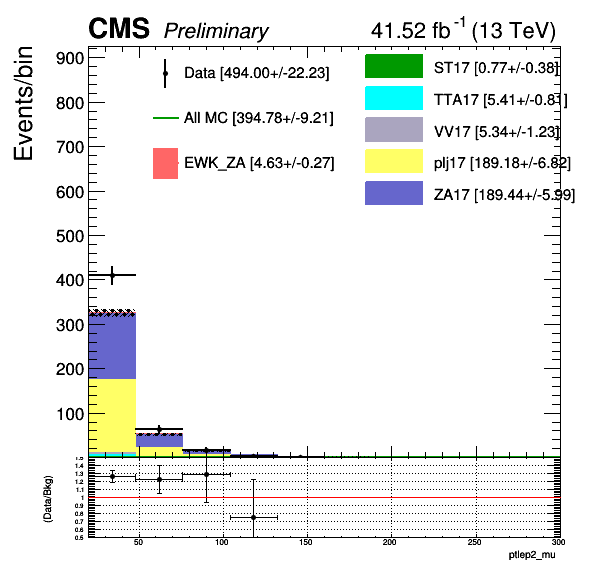 CMS Preliminary 41.52 fb-1 (13 TeV)
Events/bin
900
800
700
600
500
400
300
200
100
Data [494.00+/-22.23]
All MC [394.78+/-9.21]
EWK_ZA [4.63+/-0.27]
ST17 [0.77+/-0.38]
TTA17 [5.41+/-0.81]
VV17 [5.34+/-1.23]
plj17 [189.18+/-6.82]
ZA17 [189.44+/-5.99]
(Data/Bkg)
1.5
1.4
1.3
1.2
1.1
1
0.9
0.8
0.7
0.6
0.5
50 100 150 200 250 300
ptlep2_mu